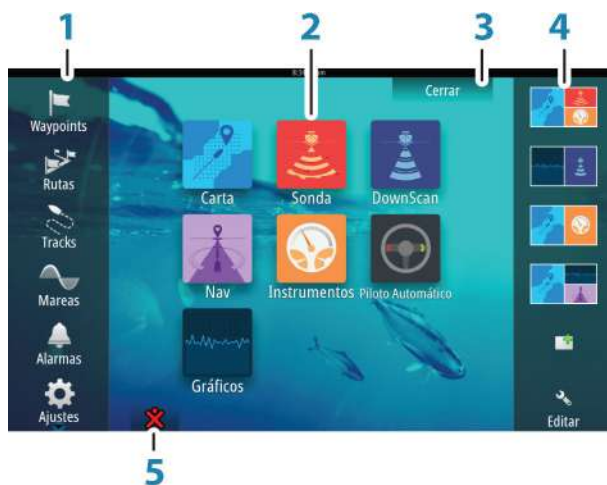 1
2
3
4
Cerrar
Waypoints
Rutas
Tracks
Mareas
Alarmas
Ajustes
Carta
Sonda
DownScan
Nav
Instrumentos
Piloto Automático
Gráficos
Editar
5